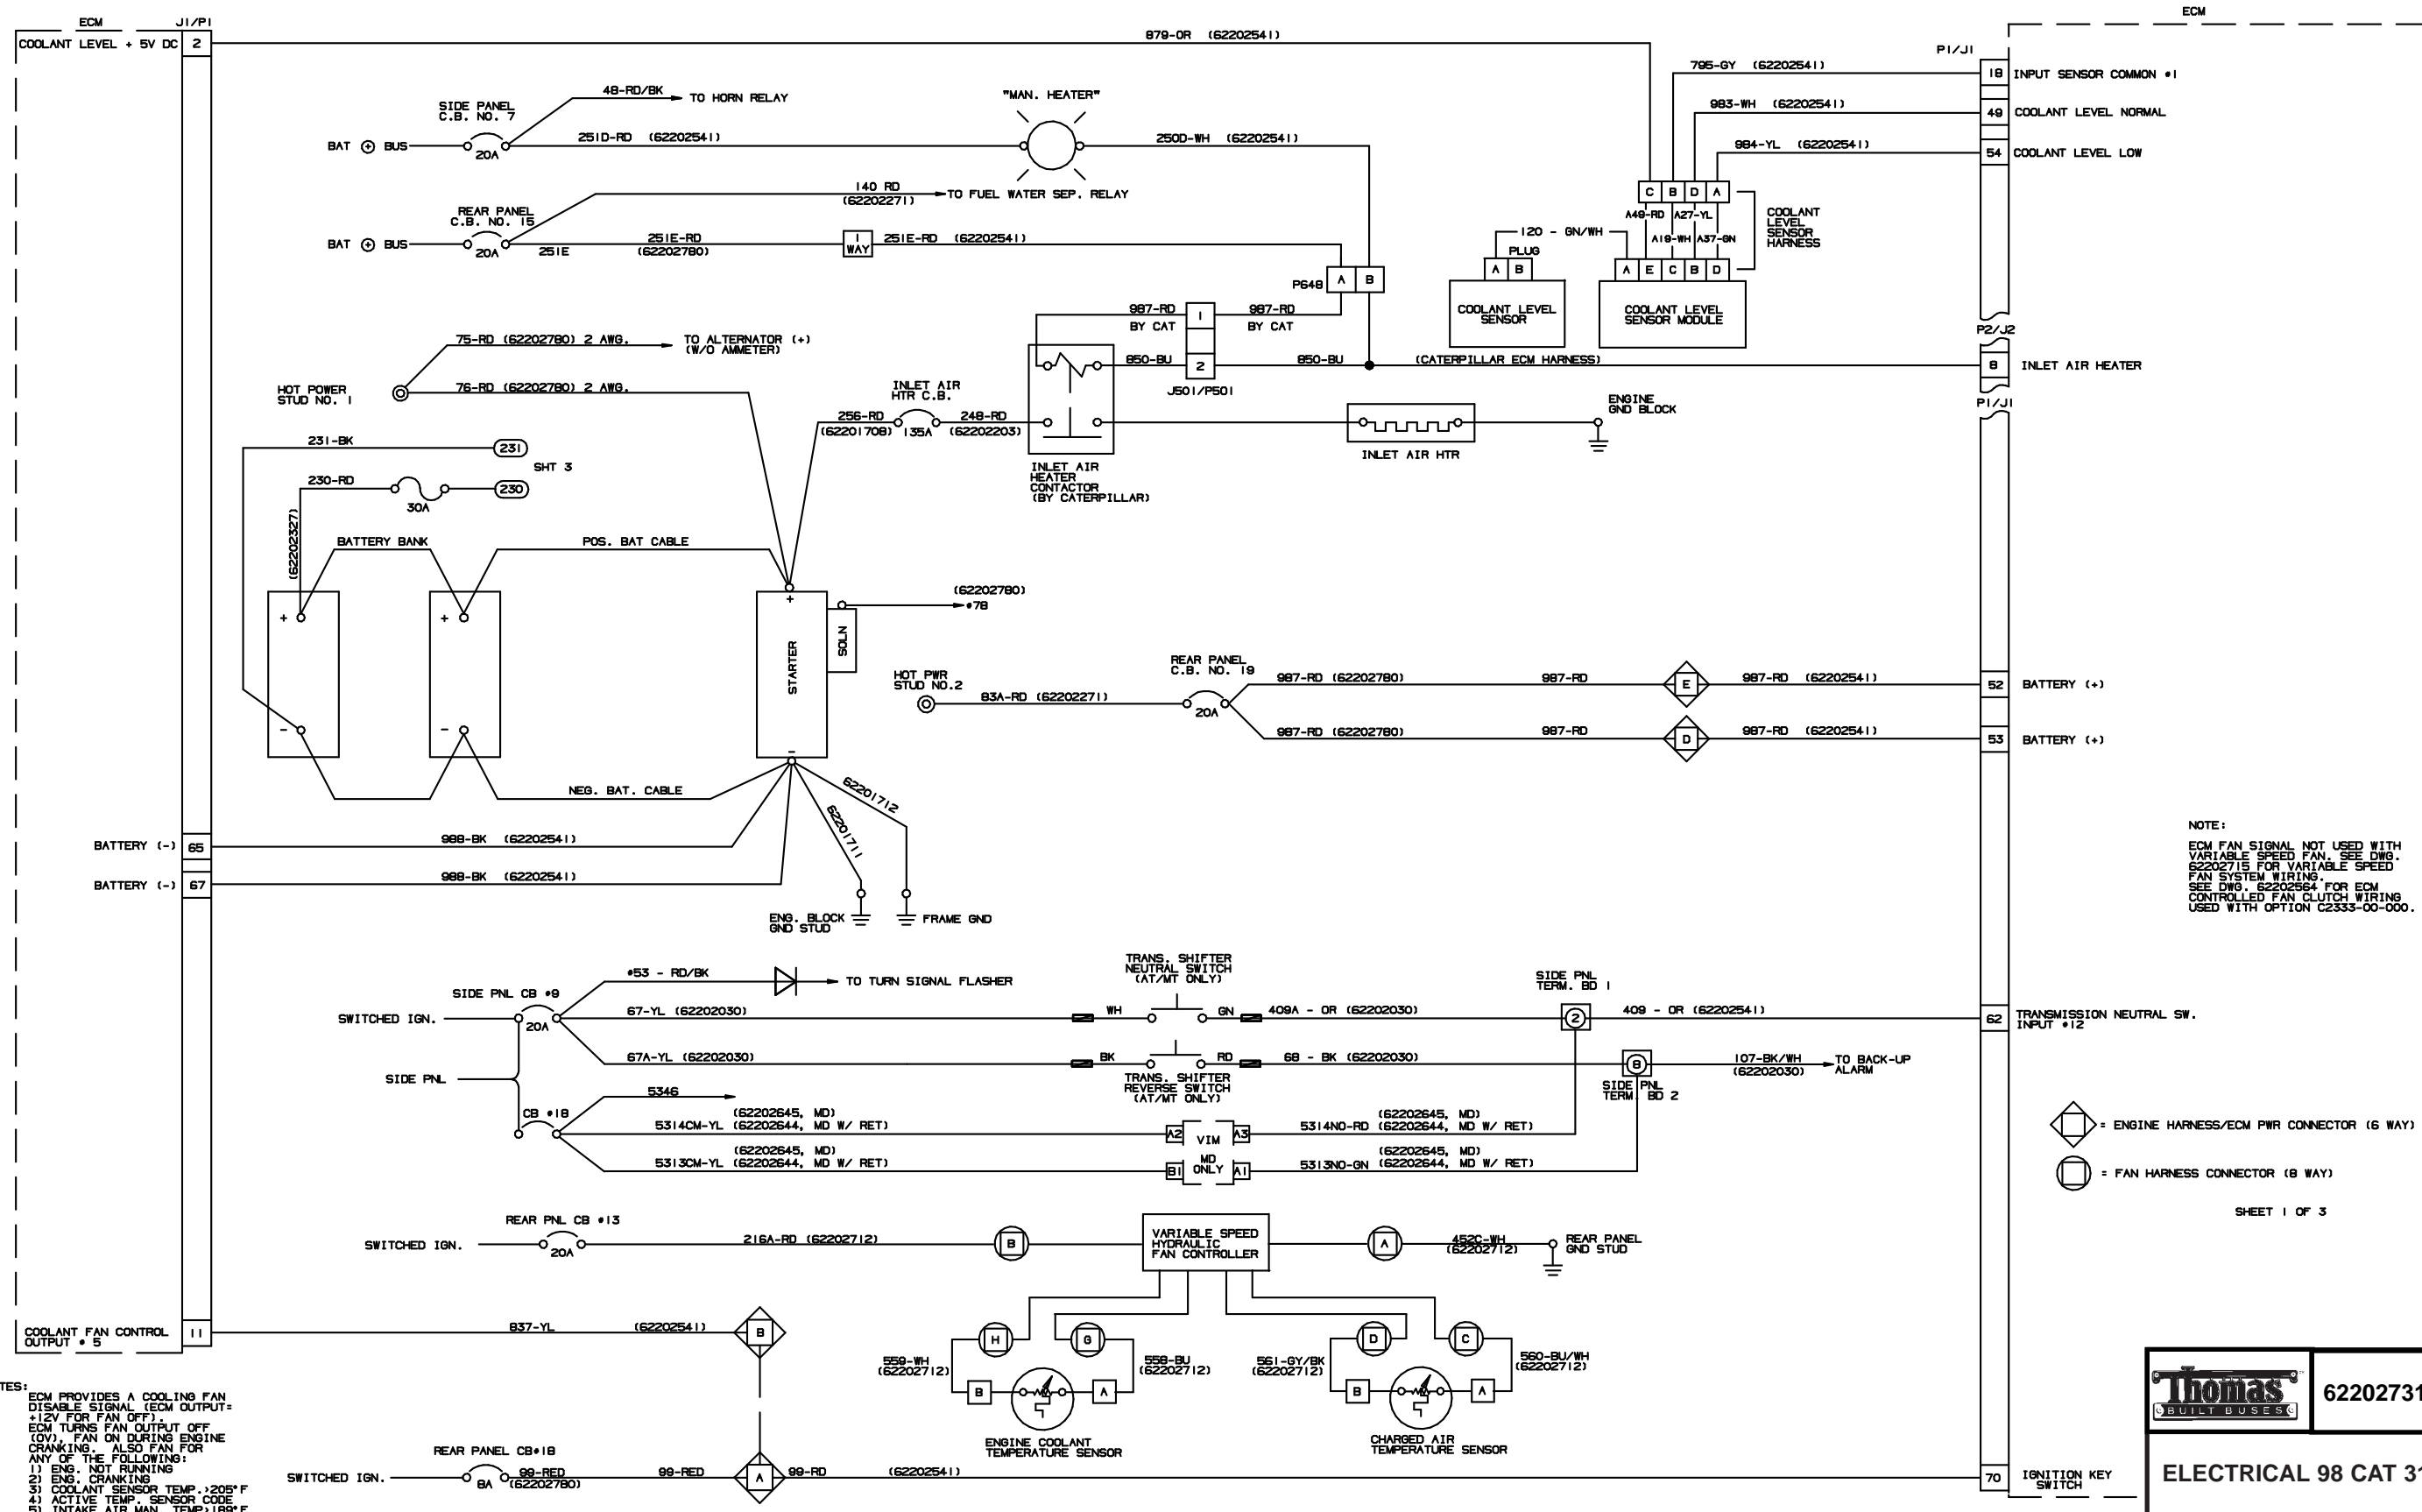 ECM
J1/P1
COOLANT LEVEL + 5V DC 2
879-OR (62202541)
ECM
P1/J1
795-GY (62202541)
18 INPUT SENSOR COMMON #1
983-WH (62202541)
49 COOLANT LEVEL NORMAL
984-YL (62202541)
54 COOLANT LEVEL LOW
48-RD/BK TO HORN RELAY
SIDE PANEL
C.B. NO. 7
BAT + BUS
20A
251D-RD (62202541)
"MAN. HEATER"
250D-WH (62202541)
140 RD
(62202271)
TO FUEL WATER SEP. RELAY
REAR PANEL
C.B. NO. 15
BAT + BUS
20A
251E
251E-RD
(62202780)
1
WAY
251E-RD (62202541)
P648 A B
C B D A
A49-RD A27-YL
A19-WH A37-GN
COOLANT
LEVEL
SENSOR
HARNESS
120 - GN/WH
PLUG
A B
A E C B D
COOLANT LEVEL
SENSOR
COOLANT LEVEL
SENSOR MODULE
987-RD
BY CAT
1
987-RD
BY CAT
850-BU
2
850-BU
(CATERPILLAR ECM HARNESS)
J501/P501
P2/J2
8 INLET AIR HEATER
P1/J1
75-RD (62202780) 2 AWG.
TO ALTERNATOR (+)
(W/O AMMETER)
HOT POWER
STUD NO. 1
76-RD (62202780) 2 AWG.
INLET AIR
HTR C.B.
256-RD
(62201708)
135A
248-RD
(62202203)
INLET AIR
HEATER
CONTACTOR
(BY CATERPILLAR)
INLET AIR HTR
ENGINE
GND BLOCK
231-BK
231
SHT 3
230-RD
30A
230
(62202327)
BATTERY BANK
POS. BAT CABLE
+
+
+
-
-
-
STARTER
SOLN
(62202780)
#78
NEG. BAT. CABLE
HOT PWR
STUD NO.2
83A-RD (62202271)
REAR PANEL
C.B. NO. 19
20A
987-RD (62202780)
987-RD
E
987-RD (62202541)
52 BATTERY (+)
987-RD (62202780)
987-RD
D
987-RD (62202541)
53 BATTERY (+)
62201712
62201711
BATTERY (-) 65
988-BK (62202541)
BATTERY (-) 67
988-BK (62202541)
ENG. BLOCK
GND STUD
FRAME GND
NOTE:
ECM FAN SIGNAL NOT USED WITH
VARIABLE SPEED FAN. SEE DWG.
62202715 FOR VARIABLE SPEED
FAN SYSTEM WIRING.
SEE DWG. 62202564 FOR ECM
CONTROLLED FAN CLUTCH WIRING
USED WITH OPTION C2333-00-000.
#53 - RD/BK
TO TURN SIGNAL FLASHER
SIDE PNL CB #9
SWITCHED IGN.
20A
67-YL (62202030)
TRANS. SHIFTER
NEUTRAL SWITCH
(AT/MT ONLY)
WH
GN
409A - OR (62202030)
SIDE PNL
TERM. BD 1
2
409 - OR (62202541)
62 TRANSMISSION NEUTRAL SW.
INPUT #12
67A-YL (62202030)
BK
RD
TRANS. SHIFTER
REVERSE SWITCH
(AT/MT ONLY)
68 - BK (62202030)
8
SIDE PNL
TERM. BD 2
107-BK/WH
(62202030)
TO BACK-UP
ALARM
SIDE PNL
5346
CB #18
(62202645, MD)
5314CM-YL (62202644, MD W/ RET)
A2
VIM
A3
(62202645, MD)
5314NO-RD (62202644, MD W/ RET)
(62202645, MD)
5313CM-YL (62202644, MD W/ RET)
B1
MD
ONLY
A1
(62202645, MD)
5313NO-GN (62202644, MD W/ RET)
= ENGINE HARNESS/ECM PWR CONNECTOR (6 WAY)
= FAN HARNESS CONNECTOR (8 WAY)
SHEET 1 OF 3
REAR PNL CB #13
SWITCHED IGN.
20A
216A-RD (62202712)
B
VARIABLE SPEED
HYDRAULIC
FAN CONTROLLER
A
452C-WH
(62202712)
REAR PANEL
GND STUD
COOLANT FAN CONTROL
OUTPUT # 5
11
837-YL (62202541)
B
H
G
D
C
559-WH
(62202712)
558-BU
(62202712)
561-GY/BK
(62202712)
560-BU/WH
(62202712)
B
A
B
A
ENGINE COOLANT
TEMPERATURE SENSOR
CHARGED AIR
TEMPERATURE SENSOR
TES:
ECM PROVIDES A COOLING FAN
DISABLE SIGNAL (ECM OUTPUT=
+12V FOR FAN OFF).
ECM TURNS FAN OUTPUT OFF
(0V), FAN ON DURING ENGINE
CRANKING. ALSO FAN FOR
ANY OF THE FOLLOWING:
1) ENG. NOT RUNNING
2) ENG. CRANKING
3) COOLANT SENSOR TEMP.>205°F
4) ACTIVE TEMP. SENSOR CODE
5) INTAKE AIR MAN. TEMP>189°F
REAR PANEL CB#18
SWITCHED IGN.
8A
99-RED
(62202780)
99-RED
A
99-RD
(62202541)
70 IGNITION KEY
SWITCH
Thomas
BUILT BUSES
62202731
ELECTRICAL 98 CAT 31